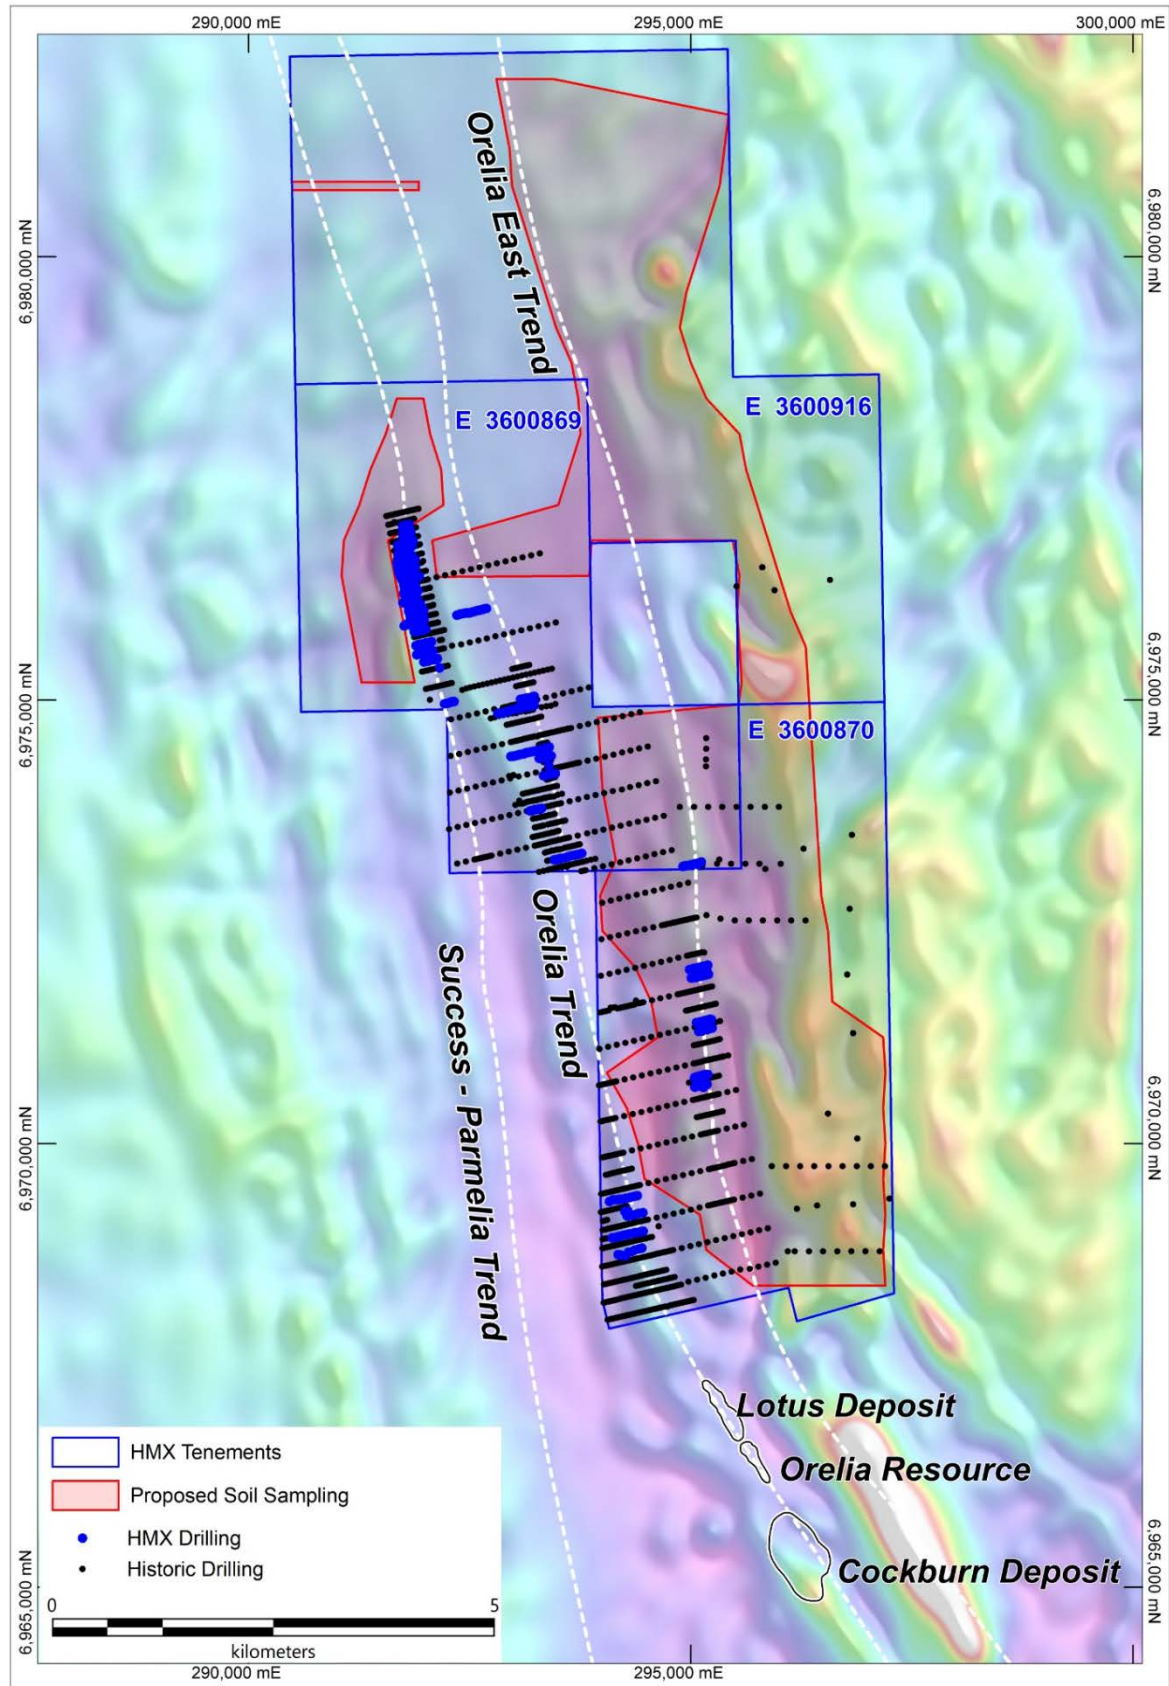 290,000 mE
295,000 mE
300,000 mE
Orelia East Trend
6,980,000 mN
6,980,000 mN
E 3600869
E 3600916
6,975,000 mN
6,975,000 mN
E 3600870
Orelia Trend
Success - Parmelia Trend
6,970,000 mN
6,970,000 mN
Lotus Deposit
Orelia Resource
Cockburn Deposit
6,965,000 mN
6,965,000 mN
HMX Tenements
Proposed Soil Sampling
HMX Drilling
Historic Drilling
0
5
kilometers
290,000 mE
295,000 mE